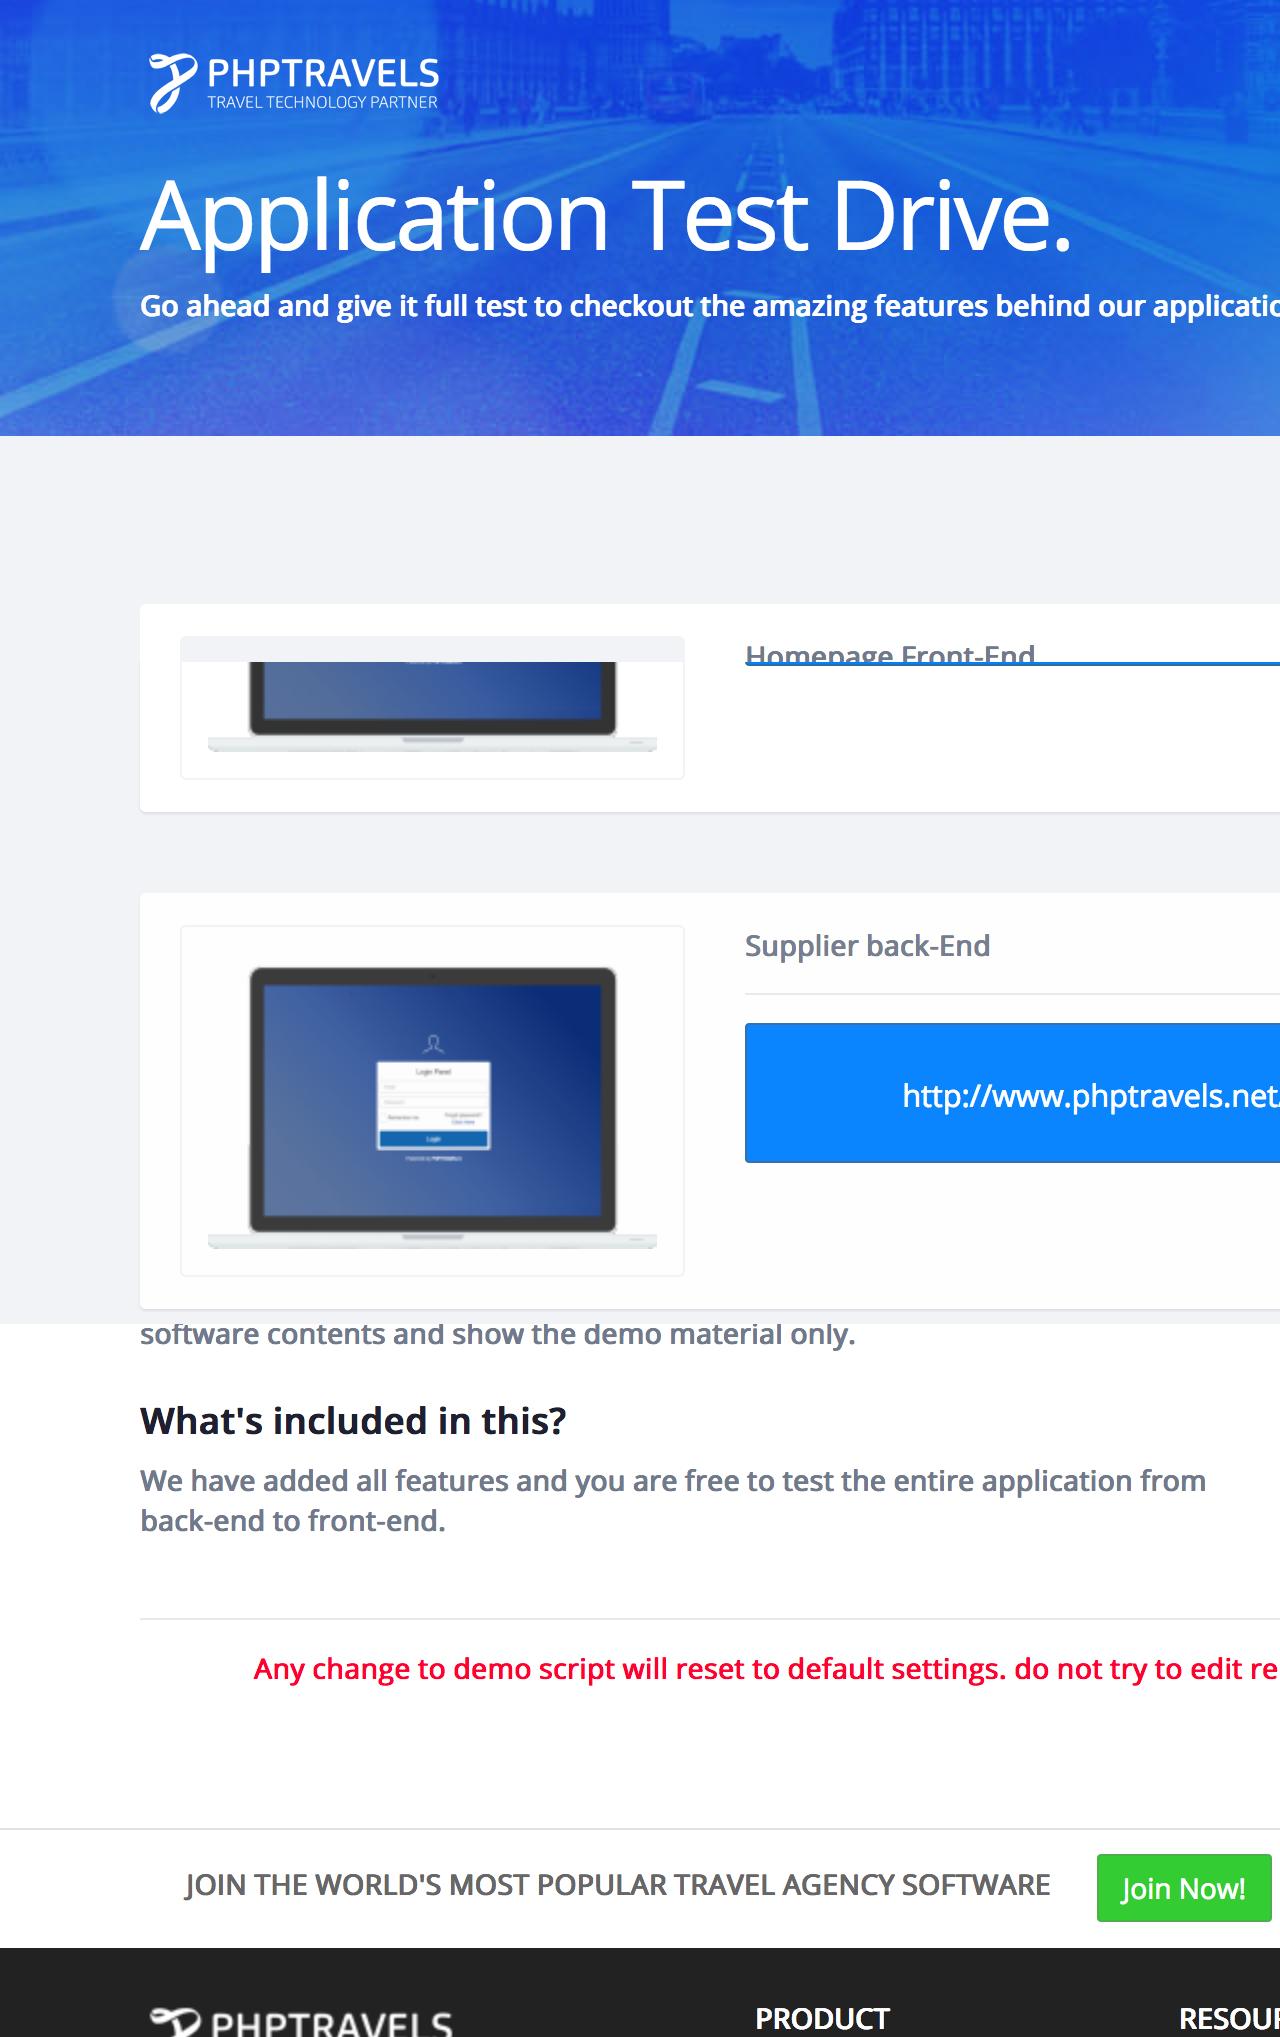 PHPTRAVELS
TRAVEL TECHNOLOGY PARTNER
Application Test Drive.
Go ahead and give it full test to checkout the amazing features behind our applicatio
Homepage Front-End
Supplier back-End
Login Panel
Login
http://www.phptravels.net
software contents and show the demo material only.
What's included in this?
We have added all features and you are free to test the entire application from
back-end to front-end.
Any change to demo script will reset to default settings. do not try to edit re
JOIN THE WORLD'S MOST POPULAR TRAVEL AGENCY SOFTWARE
Join Now!
PHPTRAVELS
PRODUCT
RESOUR